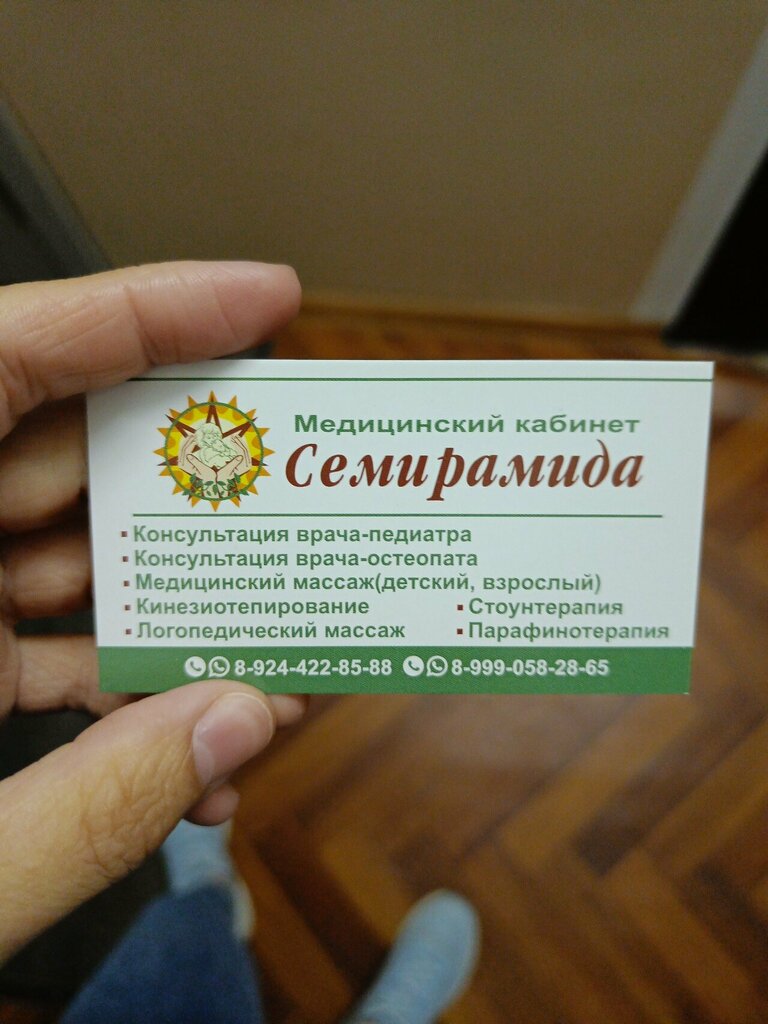 Медицинский кабинет
Семирамида
▪ Консультация врача-педиатра
▪ Консультация врача-остеопата
▪ Медицинский массаж(детский, взрослый)
▪ Кинезиотепирование ▪ Стоунтерапия
▪ Логопедический массаж ▪ Парафинотерапия
8-924-422-85-88 8-999-058-28-65